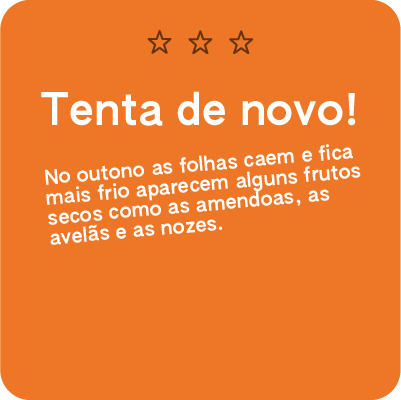 Tenta de novo!
No outono as folhas caem e fica
mais frio aparecem alguns frutos
secos como as amendoas, as
avelãs e as nozes.